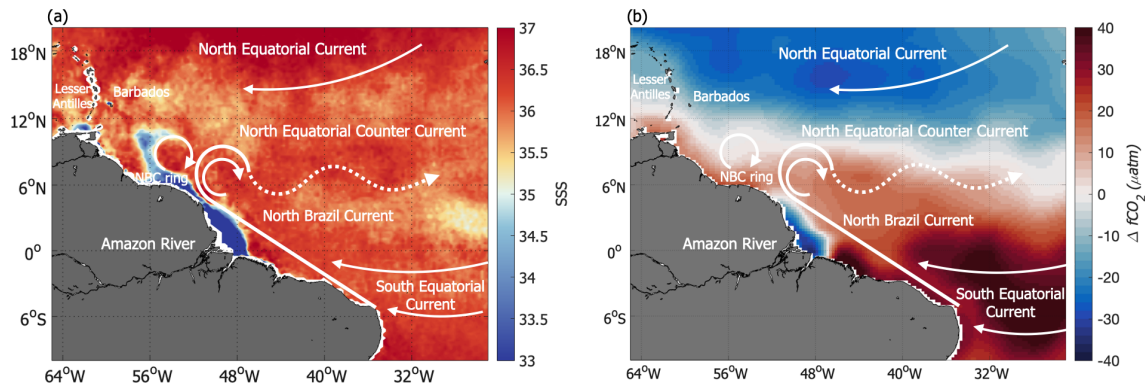 (a)
18°N
12°N
6°N
0°
6°S
64°W
56°W
48°W
40°W
32°W
North Equatorial Current
Lesser
Antilles
Barbados
North Equatorial Counter Current
NBC ring
North Brazil Current
Amazon River
South Equatorial
Current
37
36.5
36
35.5
35
34.5
34
33.5
33
SSS
(b)
18°N
12°N
6°N
0°
6°S
64°W
56°W
48°W
40°W
32°W
North Equatorial Current
Lesser
Antilles
Barbados
North Equatorial Counter Current
NBC ring
North Brazil Current
Amazon River
South Equatorial
Current
40
30
20
10
0
-10
-20
-30
-40
Δ fCO₂ (μatm)